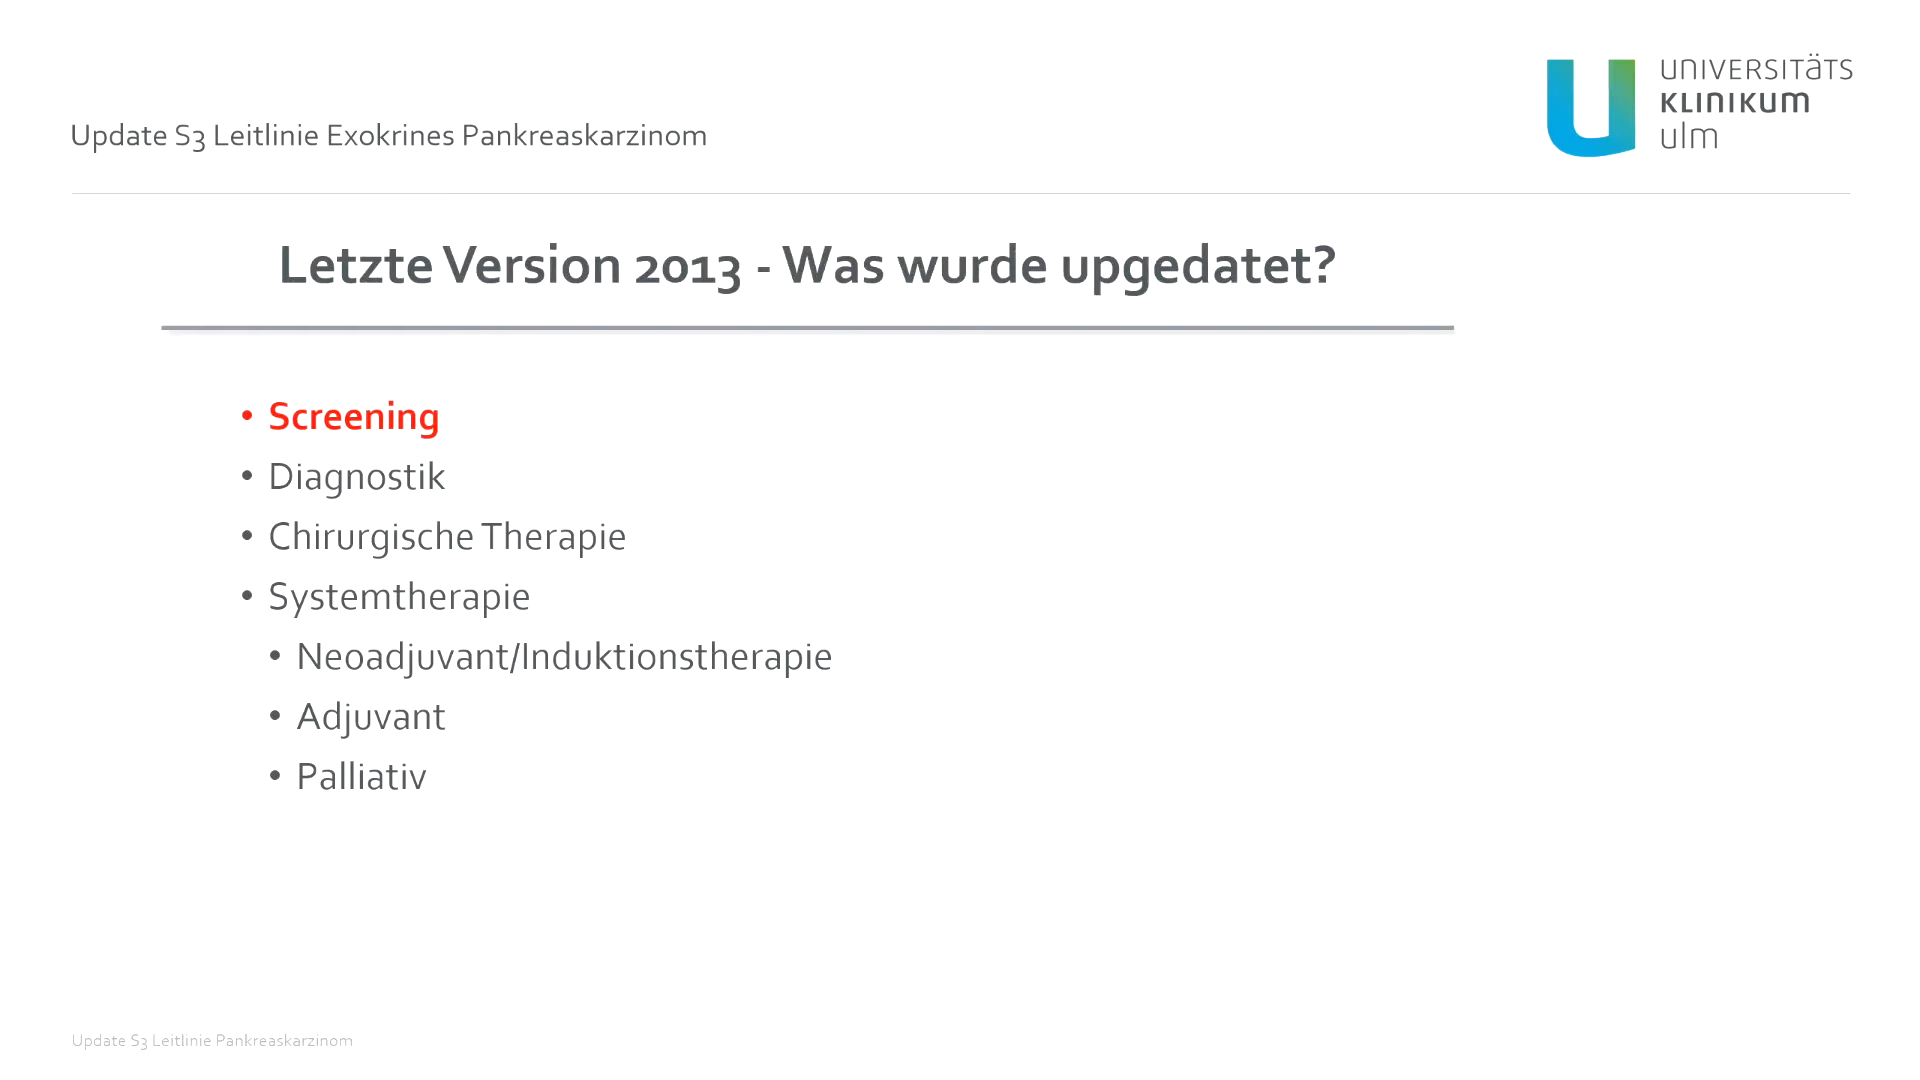 Update S3 Leitlinie Exokrines Pankreaskarzinom
UNIVERSITÄTS
KLINIKUM
ulm
Letzte Version 2013 - Was wurde upgedatet?
• Screening
• Diagnostik
• Chirurgische Therapie
• Systemtherapie
• Neoadjuvant/Induktionstherapie
• Adjuvant
• Palliativ
Update S3 Leitlinie Pankreaskarzinom